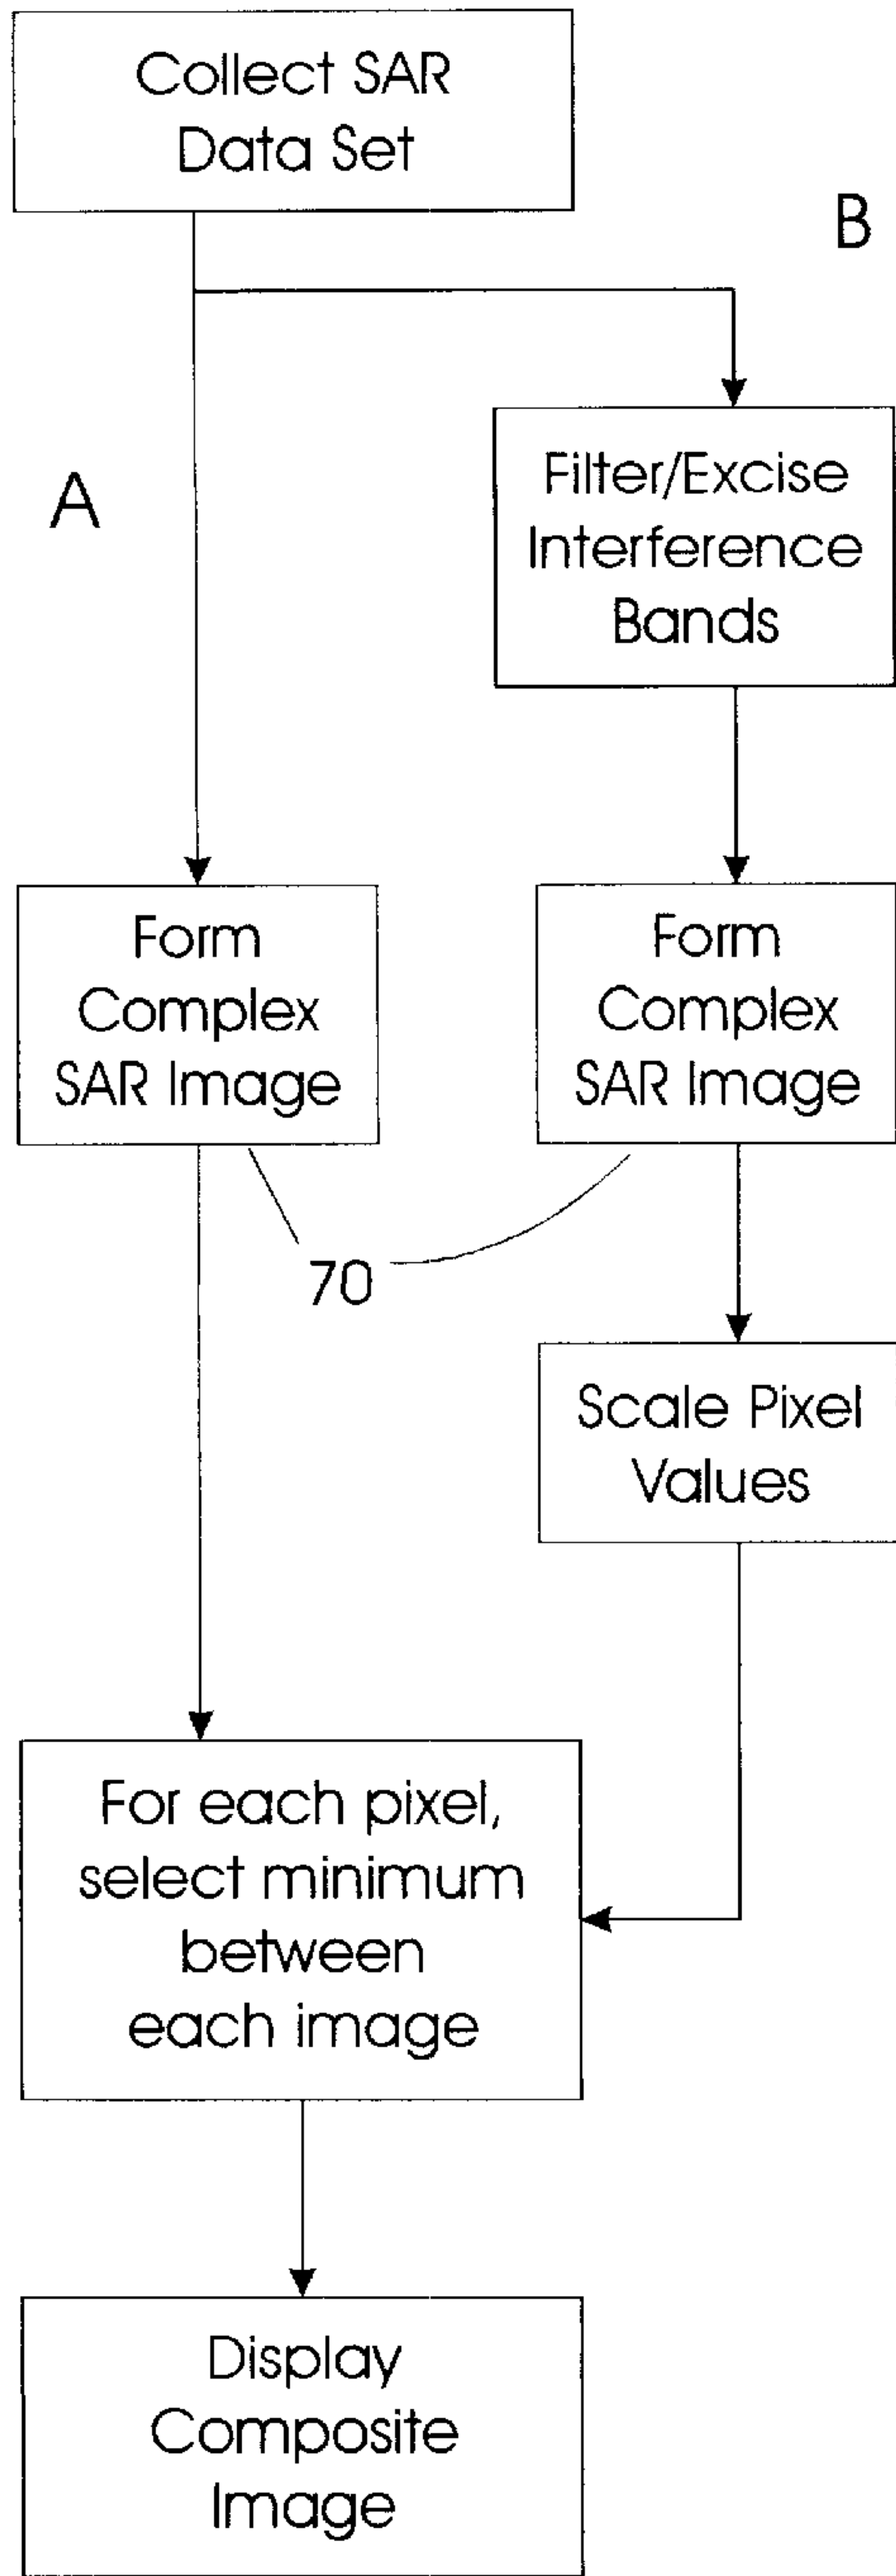 Collect SAR
Data Set
B
A
Filter/Excise
Interference
Bands
Form
Complex
SAR Image
Form
Complex
SAR Image
70
Scale Pixel
Values
For each pixel,
select minimum
between
each image
Display
Composite
Image